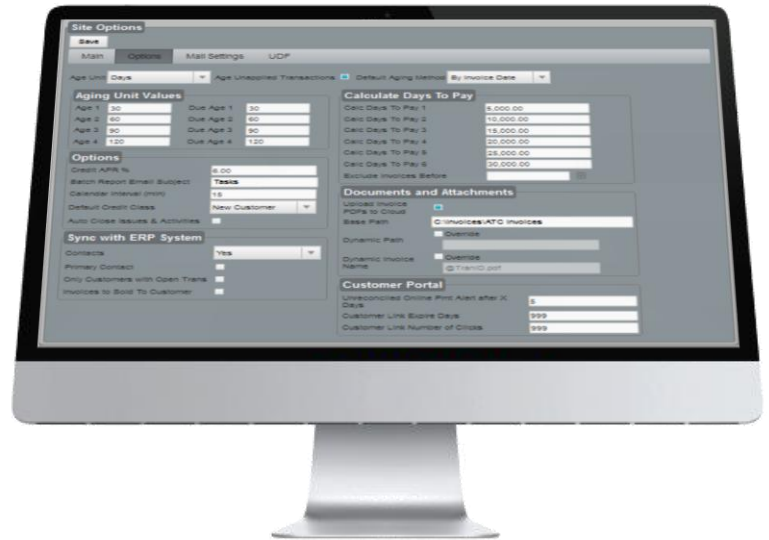 Site Options
Save
Main Options Mail Settings UDF
Age Unit Days Age Unapplied Transactions Default Aging Method By Invoice Date
Aging Unit Values
Age 1 30 Due Age 1 30
Age 2 60 Due Age 2 60
Age 3 90 Due Age 3 90
Age 4 120 Due Age 4 120
Options
Credit APR % 6.00
Batch Report Email Subject Tasks
Calendar Interval (min) 15
Default Credit Class New Customer
Auto Close Issues & Activities
Sync with ERP System
Contacts Yes
Primary Contact
Only Customers with Open Trans
Invoices to Sold To Customer
Calculate Days To Pay
Calc Days To Pay 1 5,000.00
Calc Days To Pay 2 10,000.00
Calc Days To Pay 3 15,000.00
Calc Days To Pay 4 20,000.00
Calc Days To Pay 5 25,000.00
Calc Days To Pay 6 30,000.00
Exclude Invoices Before
Documents and Attachments
Upload Invoice
PDFs to Cloud
Base Path C:\Invoices\ATC Invoices
Override
Dynamic Path
Override
Dynamic Invoice
Name @TranID.pdf
Customer Portal
Unreconciled Online Pmt Alert after X
Days 5
Customer Link Expire Days 999
Customer Link Number of Clicks 999